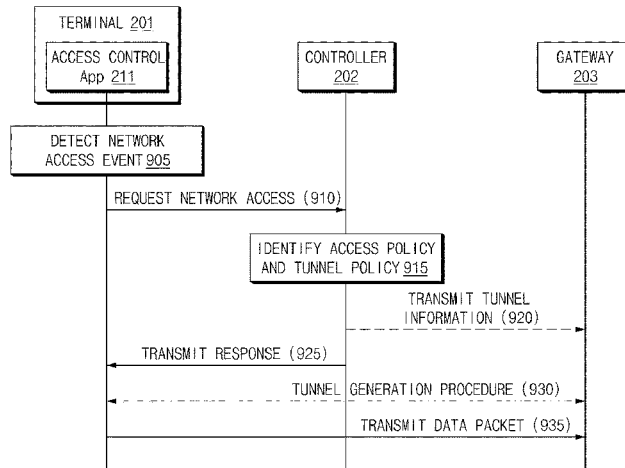 TERMINAL 201
ACCESS CONTROL
App 211
CONTROLLER
202
GATEWAY
203
DETECT NETWORK
ACCESS EVENT 905
REQUEST NETWORK ACCESS (910)
IDENTIFY ACCESS POLICY
AND TUNNEL POLICY 915
TRANSMIT TUNNEL
INFORMATION (920)
TRANSMIT RESPONSE (925)
TUNNEL GENERATION PROCEDURE (930)
TRANSMIT DATA PACKET (935)